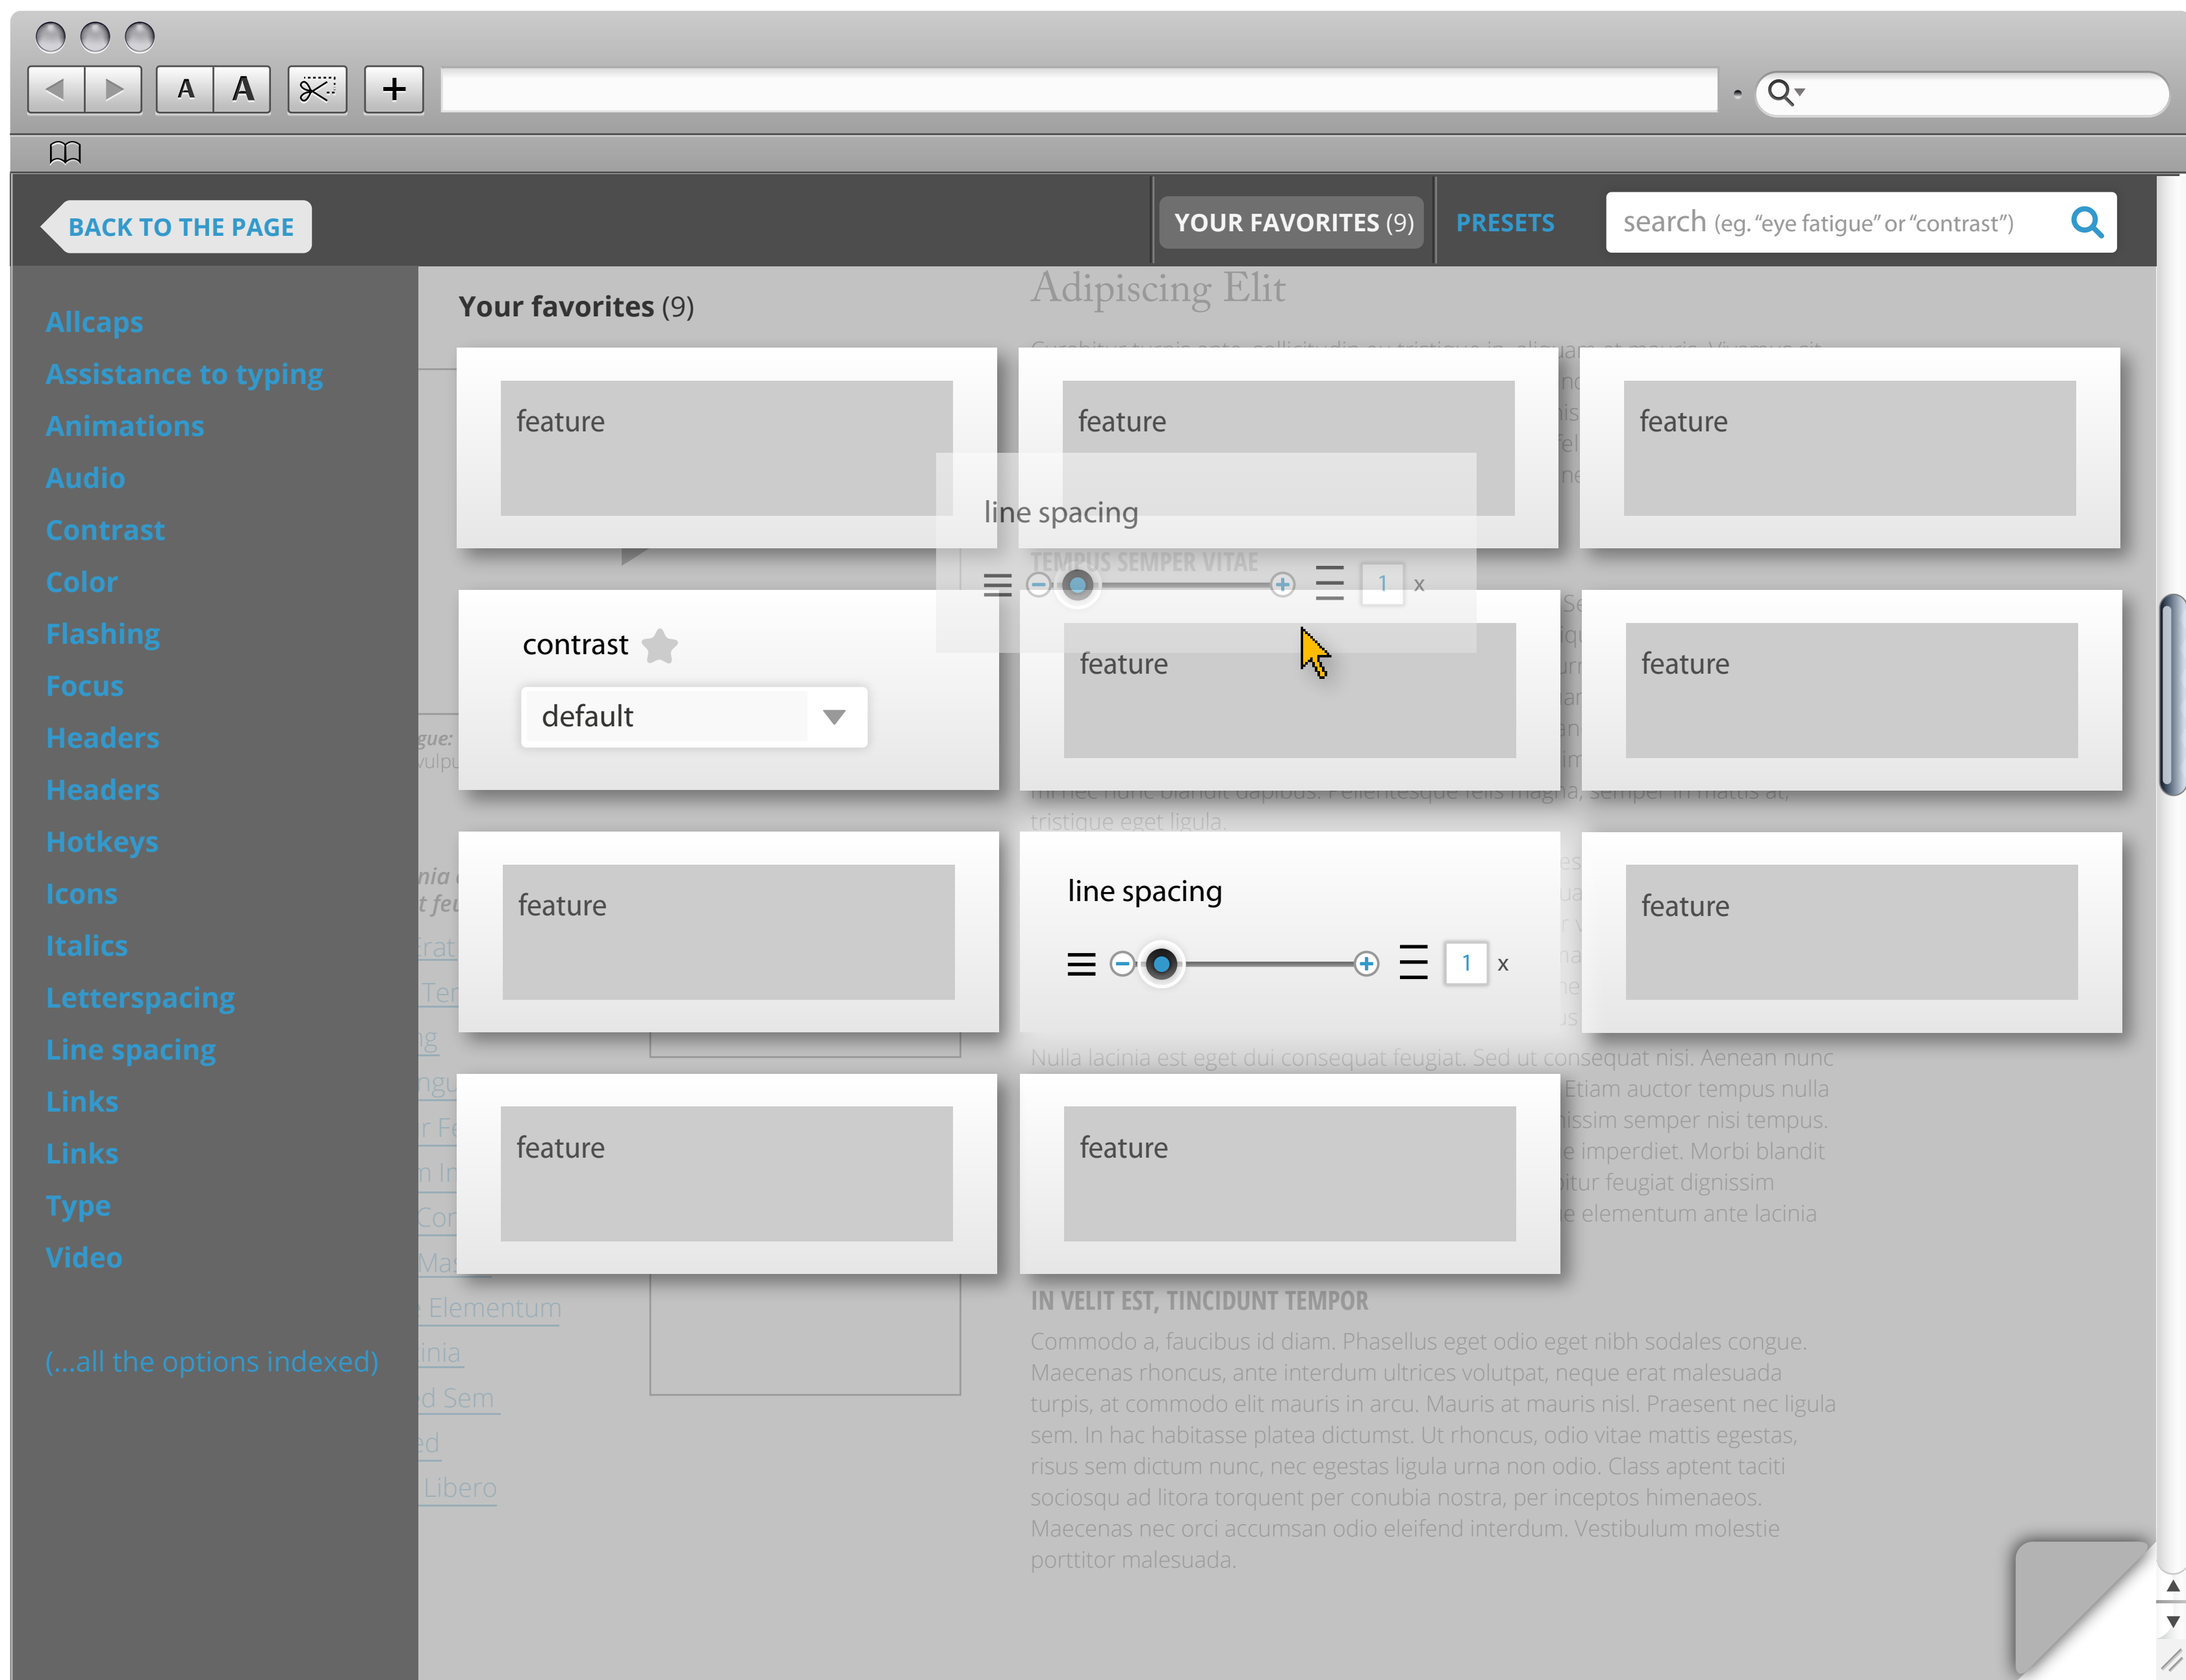 A A
BACK TO THE PAGE
YOUR FAVORITES (9)
PRESETS
search (eg. “eye fatigue” or “contrast”)
Allcaps
Assistance to typing
Animations
Audio
Contrast
Color
Flashing
Focus
Headers
Headers
Hotkeys
Icons
Italics
Letterspacing
Line spacing
Links
Links
Type
Video
(...all the options indexed)
Your favorites (9)
Adipiscing Elit
feature
feature
feature
line spacing
TEMPUS SEMPER VITAE
1 x
contrast
default
feature
feature
tristique eget ligula.
feature
line spacing
1 x
feature
Nulla lacinia est eget dui consequat feugiat. Sed ut consequat nisi. Aenean nunc
Etiam auctor tempus nulla
semper nisi tempus.
imperdiet. Morbi blandit
feugiat dignissim
elementum ante lacinia
feature
feature
Elementum
Sem
Libero
IN VELIT EST, TINCIDUNT TEMPOR
Commodo a, faucibus id diam. Phasellus eget odio eget nibh sodales congue.
Maecenas rhoncus, ante interdum ultrices volutpat, neque erat malesuada
turpis, at commodo elit mauris in arcu. Mauris at mauris nisl. Praesent nec ligula
sem. In hac habitasse platea dictumst. Ut rhoncus, odio vitae mattis egestas,
risus sem dictum nunc, nec egestas ligula urna non odio. Class aptent taciti
sociosqu ad litora torquent per conubia nostra, per inceptos himenaeos.
Maecenas nec orci accumsan odio eleifend interdum. Vestibulum molestie
porttitor malesuada.